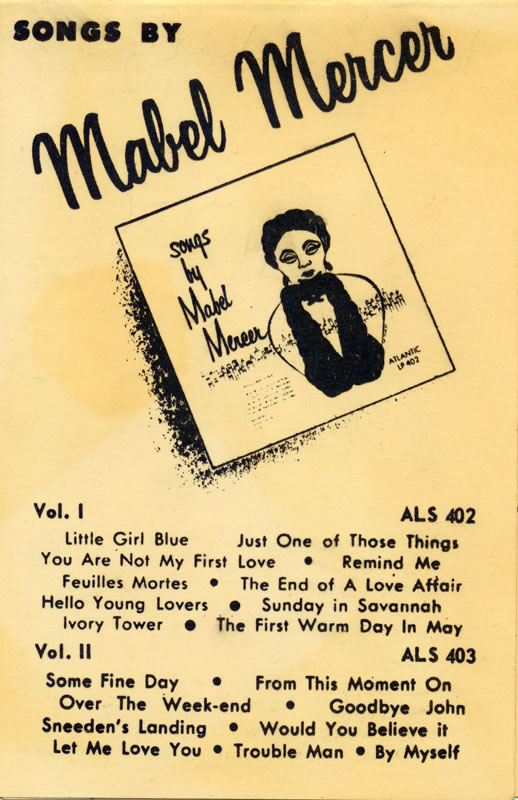 SONGS BY
Mabel Mercer
songs
by
Mabel
Mercer
ATLANTIC
LP 402
Vol. I ALS 402
Little Girl Blue Just One of Those Things
You Are Not My First Love • Remind Me
Feuilles Mortes • The End of A Love Affair
Hello Young Lovers • Sunday in Savannah
Ivory Tower • The First Warm Day In May
Vol. II ALS 403
Some Fine Day • From This Moment On
Over The Week-end • Goodbye John
Sneeden's Landing • Would You Believe it
Let Me Love You • Trouble Man • By Myself